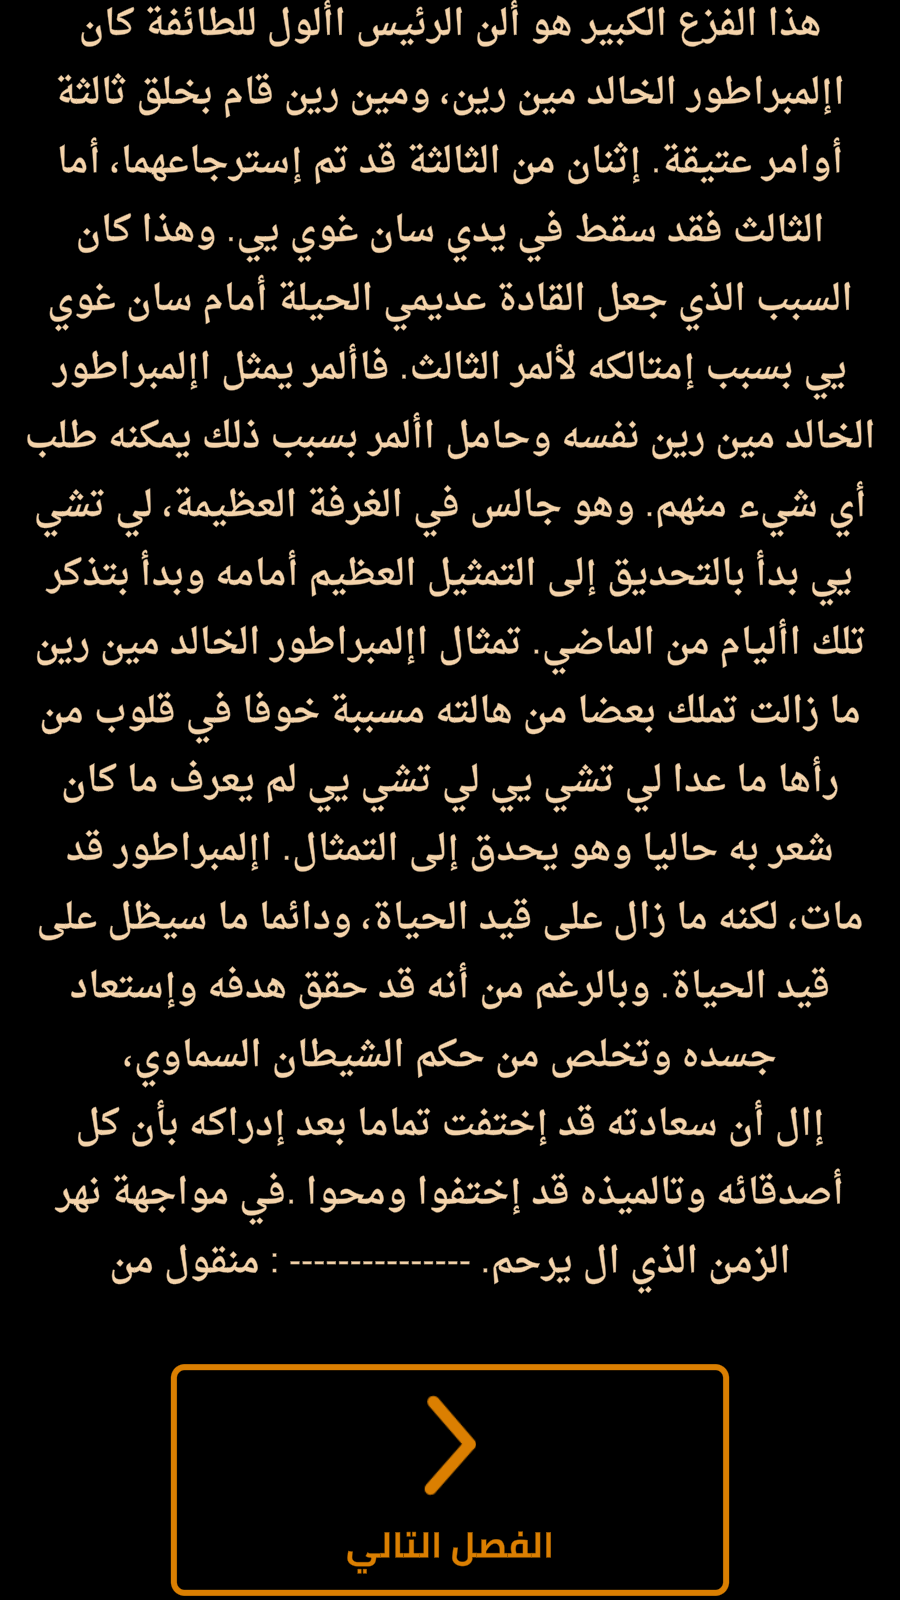 هذا الفزع الكبير هو ألن الرئيس األول للطائفة كان
اإلمبراطور الخالد مين رين، ومين رين قام بخلق ثالثة
أوامر عتيقة. إثنان من الثالثة قد تم إسترجاعهما، أما
الثالث فقد سقط في يدي سان غوي يي. وهذا كان
السبب الذي جعل القادة عديمي الحيلة أمام سان غوي
يي بسبب إمتالكه لألمر الثالث. فاألمر يمثل اإلمبراطور
الخالد مين رين نفسه وحامل األمر بسبب ذلك يمكنه طلب
أي شيء منهم. وهو جالس في الغرفة العظيمة، لي تشي
يي بدأ بالتحديق إلى التمثيل العظيم أمامه وبدأ بتذكر
تلك األيام من الماضي. تمثال اإلمبراطور الخالد مين رين
ما زالت تملك بعضا من هالته مسببة خوفا في قلوب من
رأها ما عدا لي تشي يي لي تشي يي لم يعرف ما كان
شعر به حاليا وهو يحدق إلى التمثال. اإلمبراطور قد
مات، لكنه ما زال على قيد الحياة، ودائما ما سيظل على
قيد الحياة. وبالرغم من أنه قد حقق هدفه وإستعاد
جسده وتخلص من حكم الشيطان السماوي،
إال أن سعادته قد إختفت تماما بعد إدراكه بأن كل
أصدقائه وتالميذه قد إختفوا ومحوا .في مواجهة نهر
الزمن الذي ال يرحم. --------------- : منقول من
الفصل التالي